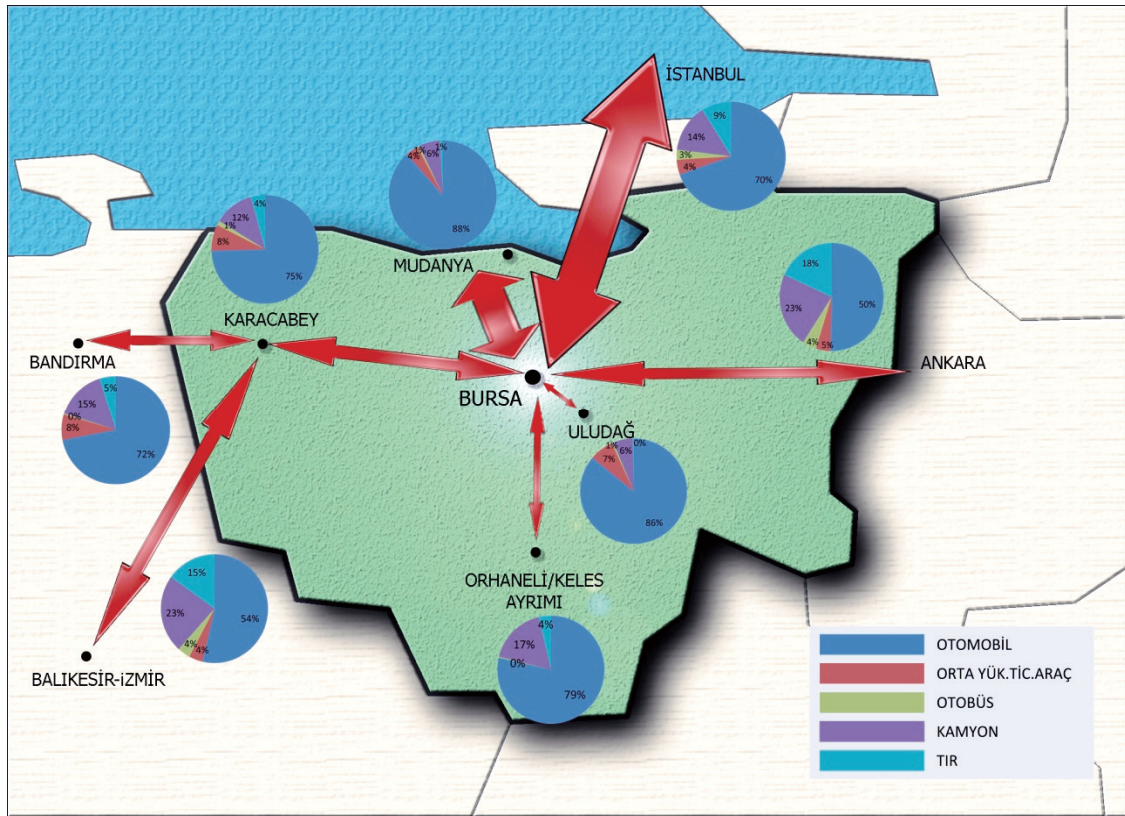 İSTANBUL
9%
14%
3%
4%
70%
1%
1%
4%
6%
88%
MUDANYA
4%
12%
1%
8%
75%
KARACABEY
18%
23%
4%
5%
50%
ANKARA
BANDIRMA
5%
15%
0%
8%
72%
BURSA
ULUDAĞ
0%
1%
6%
7%
86%
15%
23%
4%
4%
54%
BALIKESİR-iZMİR
ORHANELİ/KELES
AYRIMI
4%
17%
0%
79%
OTOMOBİL
ORTA YÜK.TİC.ARAÇ
OTOBÜS
KAMYON
TIR